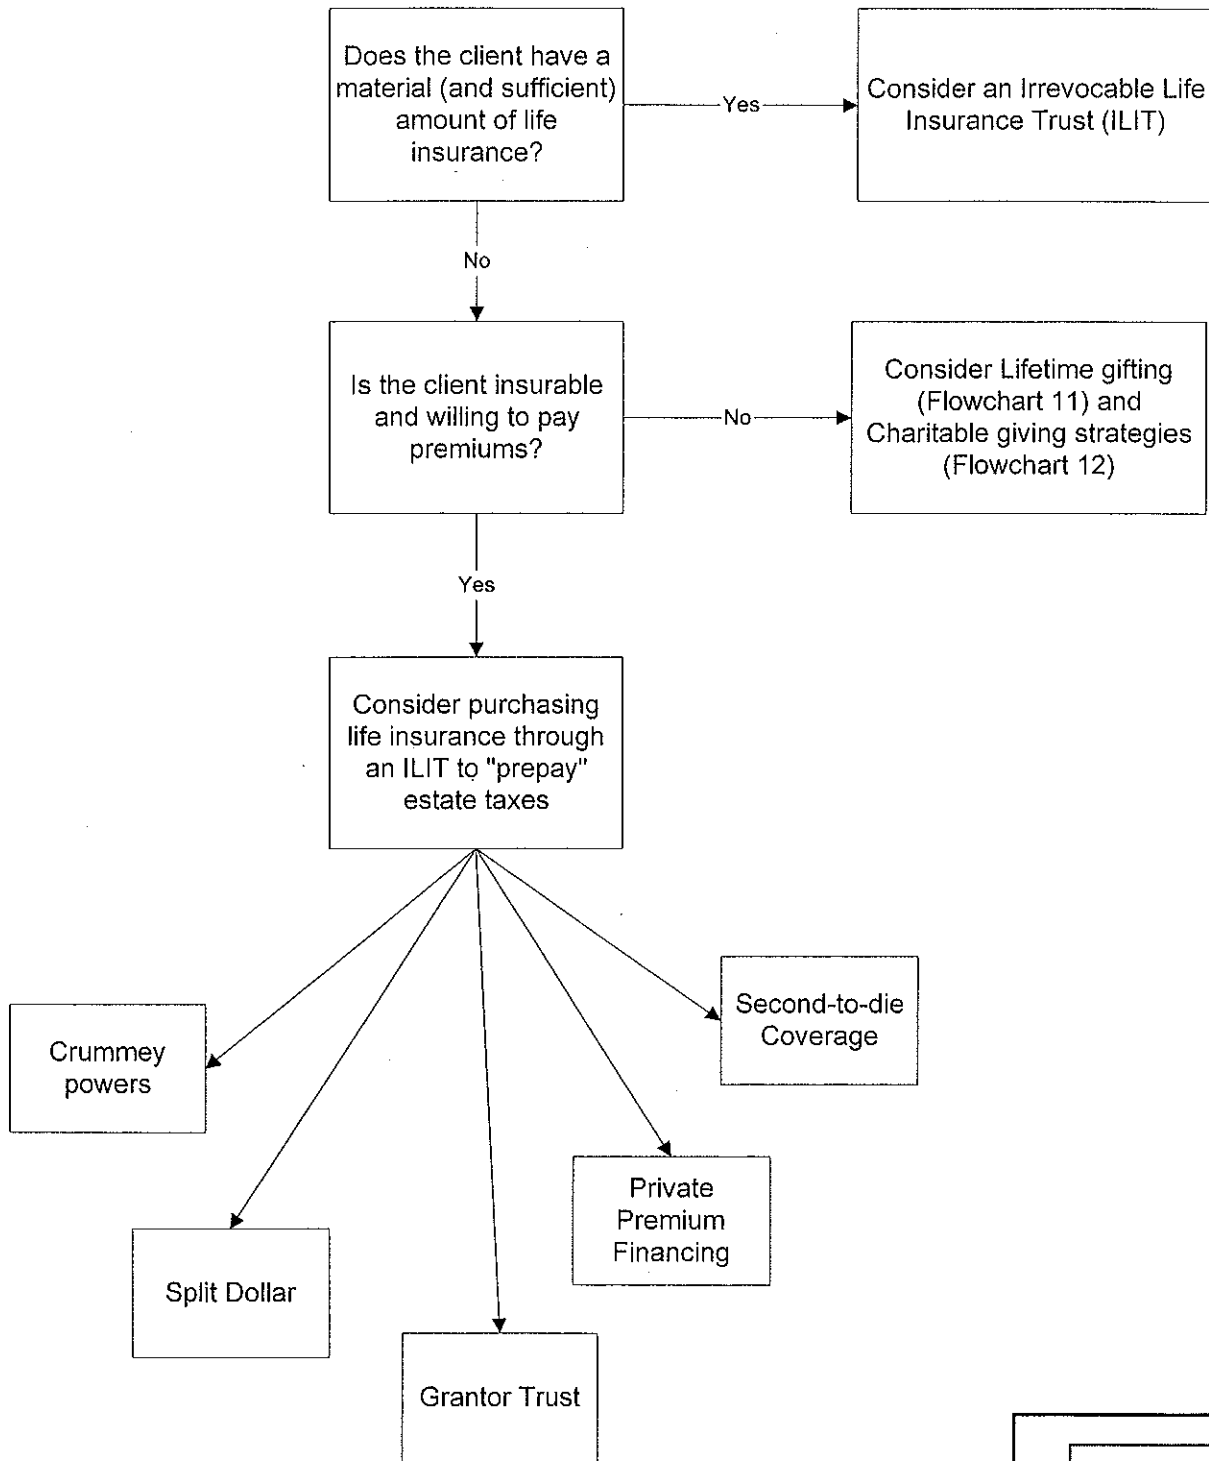 Does the client have a
material (and sufficient)
amount of life
insurance?
Yes
Consider an Irrevocable Life
Insurance Trust (ILIT)
No
Is the client insurable
and willing to pay
premiums?
No
Consider Lifetime gifting
(Flowchart 11) and
Charitable giving strategies
(Flowchart 12)
Yes
Consider purchasing
life insurance through
an ILIT to "prepay"
estate taxes
Second-to-die
Coverage
Crummey
powers
Private
Premium
Financing
Split Dollar
Grantor Trust